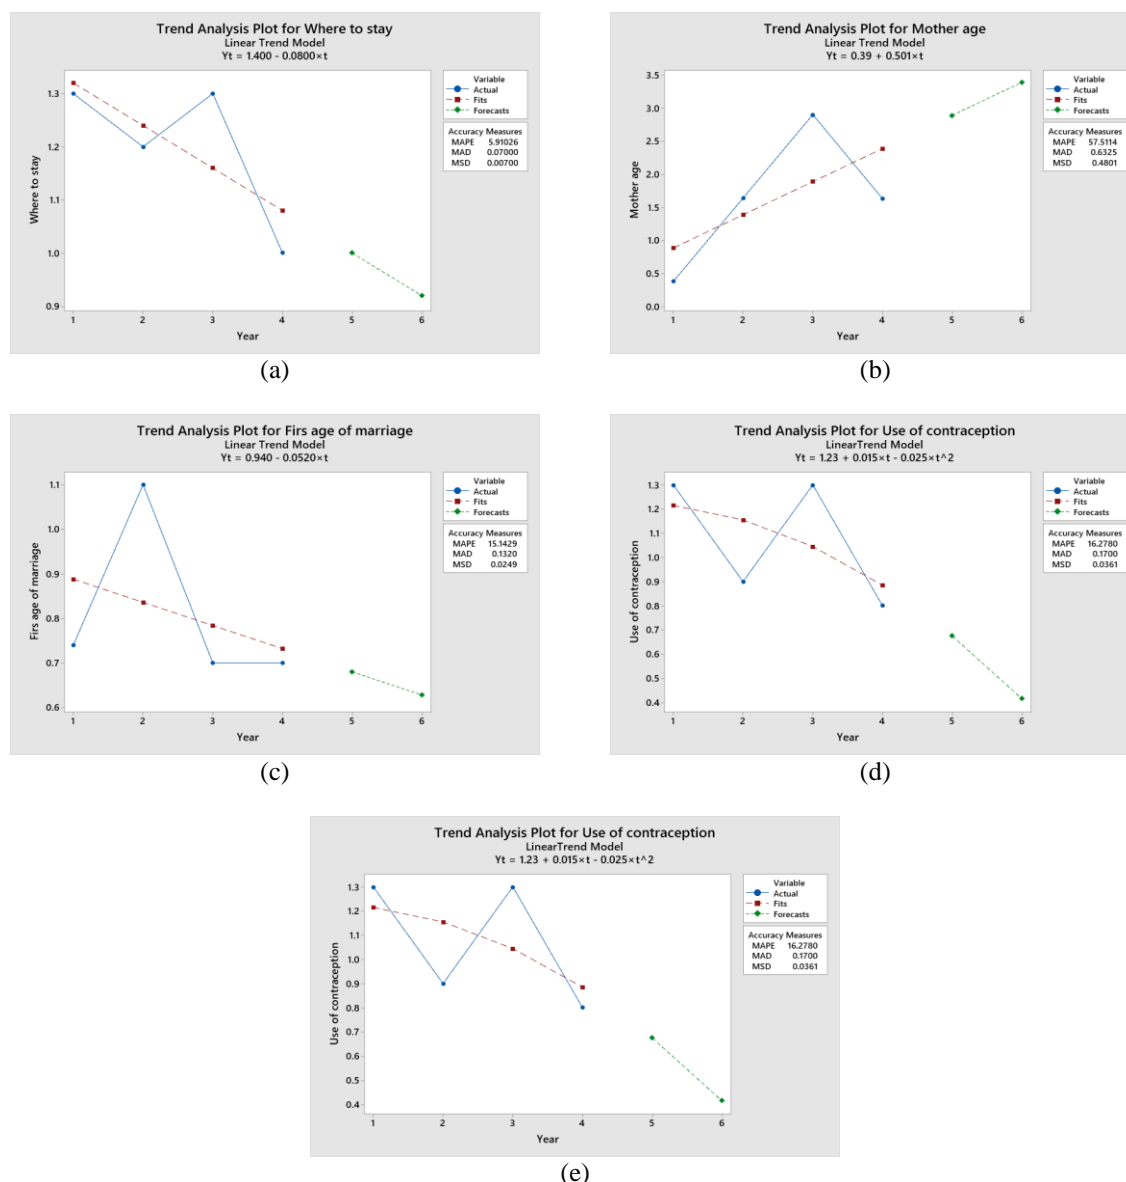 Trend Analysis Plot for Where to stay
Linear Trend Model
Yt = 1.400 - 0.0800×t
Where to stay
1.3
1.2
1.1
1.0
0.9
1 2 3 4 5 6
Year
Variable
Actual
Fits
Forecasts
Accuracy Measures
MAPE 5.91026
MAD 0.07000
MSD 0.00700
(a)
Trend Analysis Plot for Mother age
Linear Trend Model
Yt = 0.39 + 0.501×t
Mother age
3.5
3.0
2.5
2.0
1.5
1.0
0.5
0.0
1 2 3 4 5 6
Year
Variable
Actual
Fits
Forecasts
Accuracy Measures
MAPE 57.5114
MAD 0.6325
MSD 0.4801
(b)
Trend Analysis Plot for Firs age of marriage
Linear Trend Model
Yt = 0.940 - 0.0520×t
Firs age of marriage
1.1
1.0
0.9
0.8
0.7
0.6
1 2 3 4 5 6
Year
Variable
Actual
Fits
Forecasts
Accuracy Measures
MAPE 15.1429
MAD 0.1320
MSD 0.0249
(c)
Trend Analysis Plot for Use of contraception
LinearTrend Model
Yt = 1.23 + 0.015×t - 0.025×t^2
Use of contraception
1.3
1.2
1.1
1.0
0.9
0.8
0.7
0.6
0.5
0.4
1 2 3 4 5 6
Year
Variable
Actual
Fits
Forecasts
Accuracy Measures
MAPE 16.2780
MAD 0.1700
MSD 0.0361
(d)
Trend Analysis Plot for Use of contraception
LinearTrend Model
Yt = 1.23 + 0.015×t - 0.025×t^2
Use of contraception
1.3
1.2
1.1
1.0
0.9
0.8
0.7
0.6
0.5
0.4
1 2 3 4 5 6
Year
Variable
Actual
Fits
Forecasts
Accuracy Measures
MAPE 16.2780
MAD 0.1700
MSD 0.0361
(e)